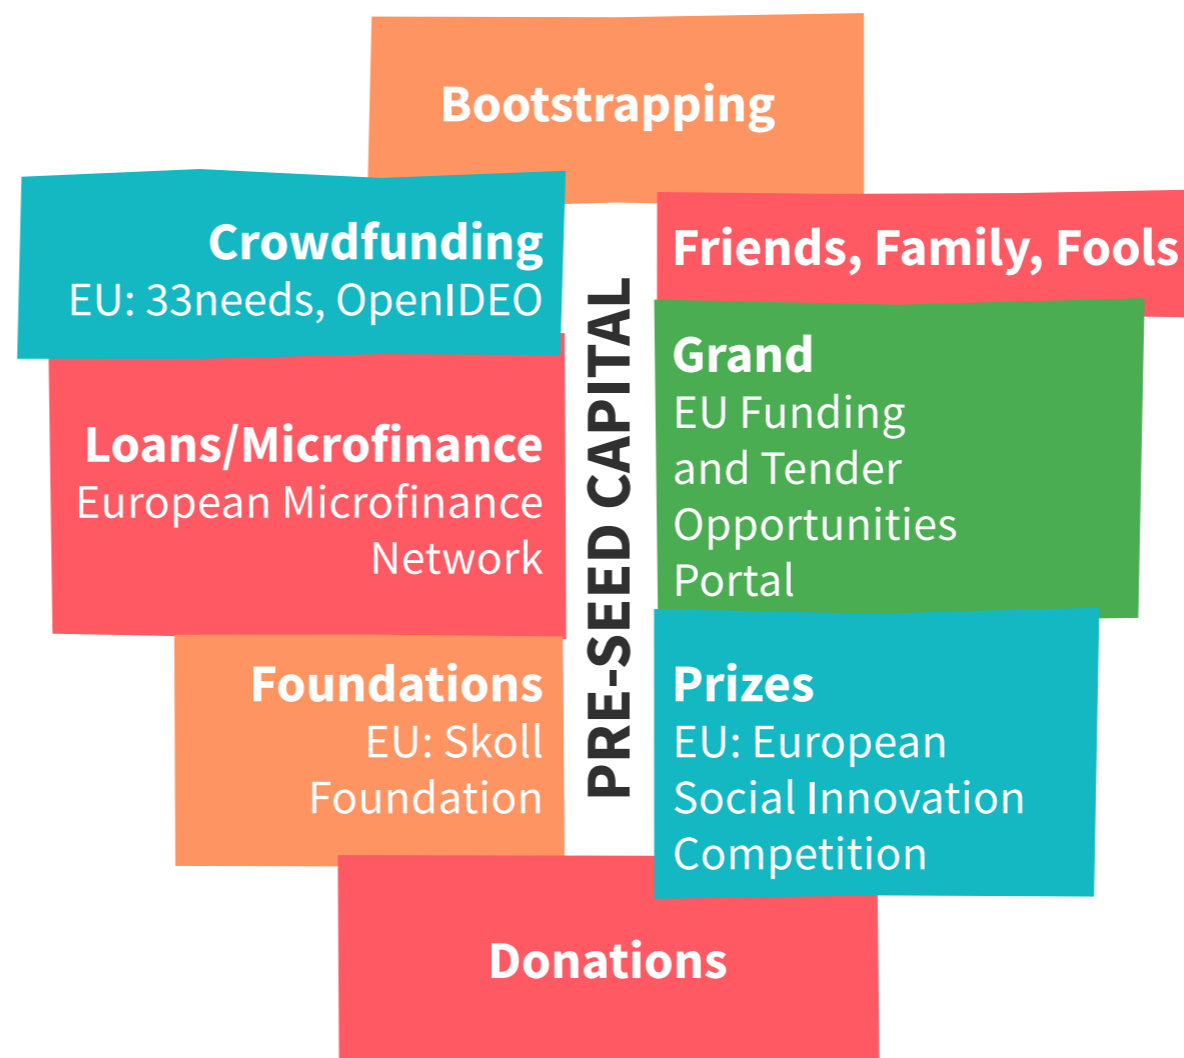 Bootstrapping
Crowdfunding
EU: 33needs, OpenIDEO
Loans/Microfinance
European Microfinance
Network
Foundations
EU: Skoll
Foundation
PRE-SEED CAPITAL
Friends, Family, Fools
Grand
EU Funding
and Tender
Opportunities
Portal
Prizes
EU: European
Social Innovation
Competition
Donations